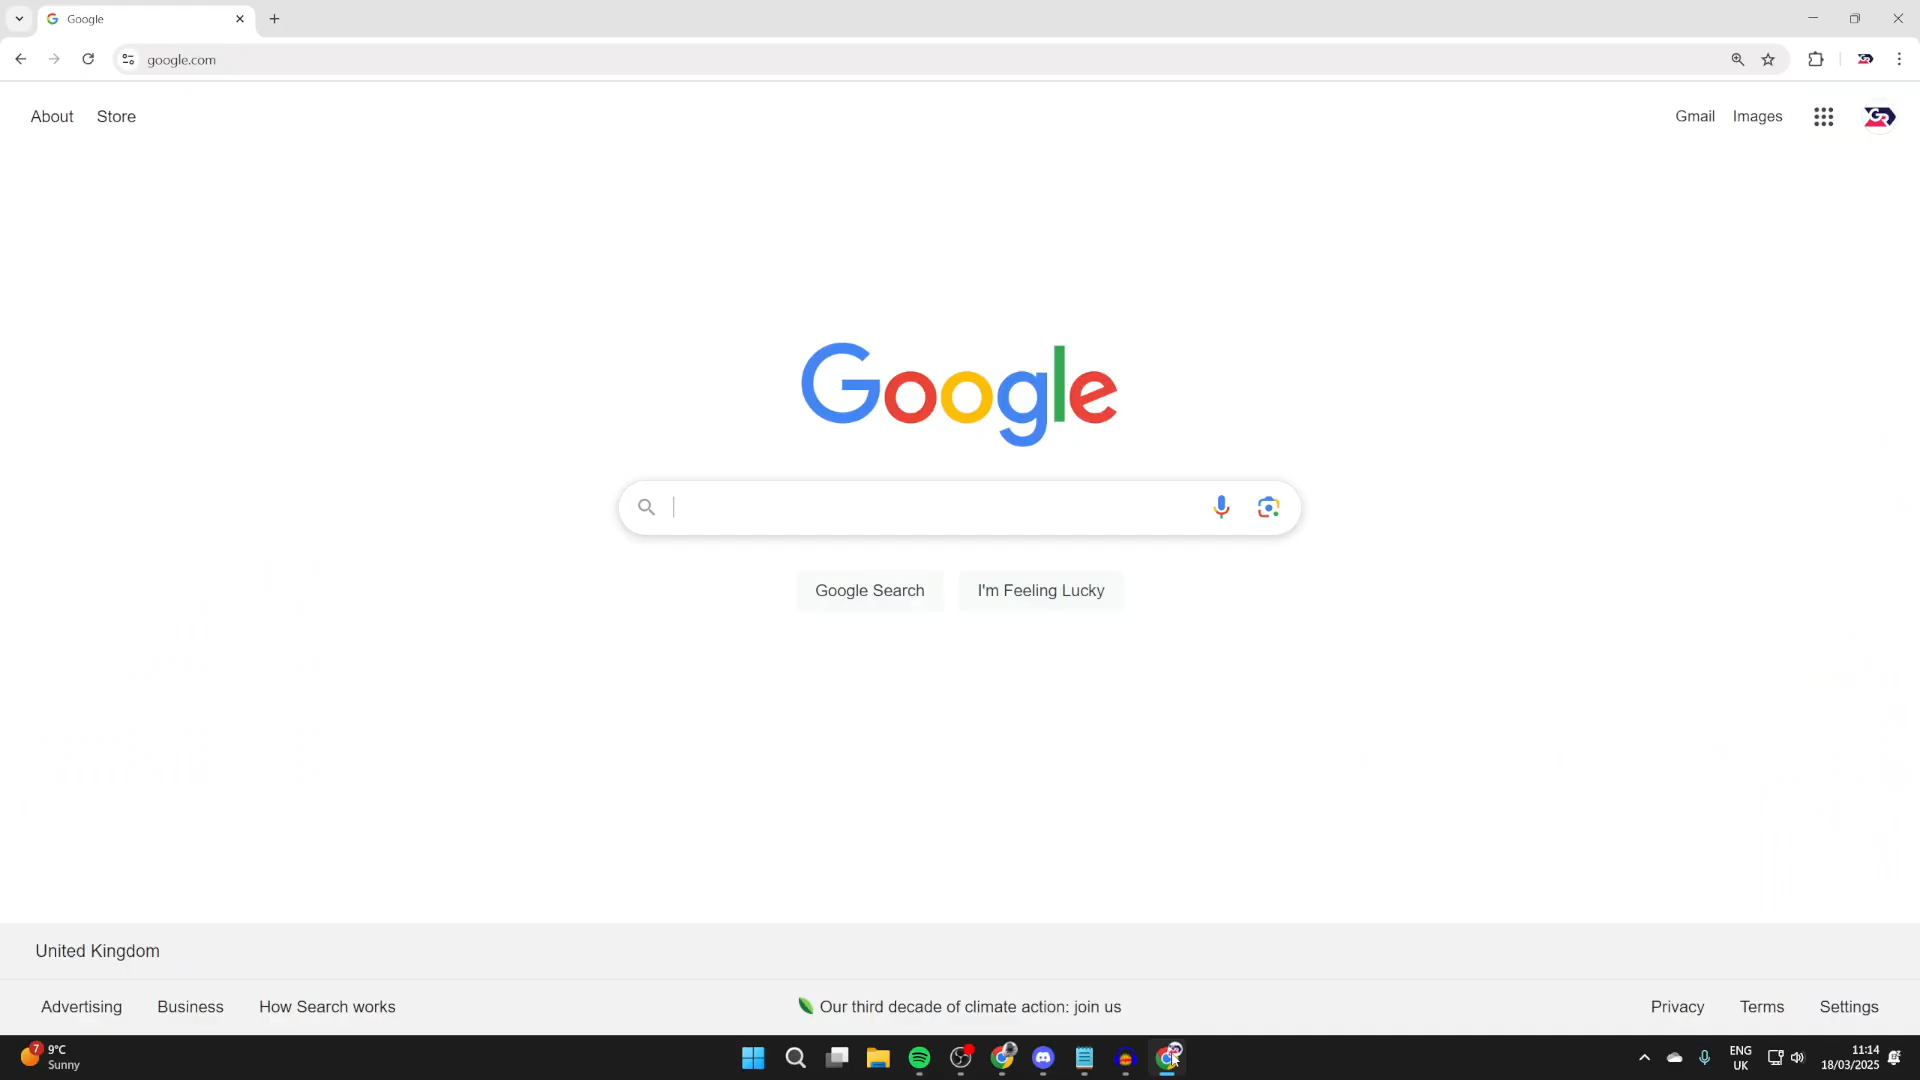 Google
google.com
About Store
Gmail Images
GR
Google
Google Search I'm Feeling Lucky
United Kingdom
Advertising Business How Search works
Our third decade of climate action: join us
Privacy Terms Settings
7
9°C
Sunny
ENG
UK
11:14
18/03/2025